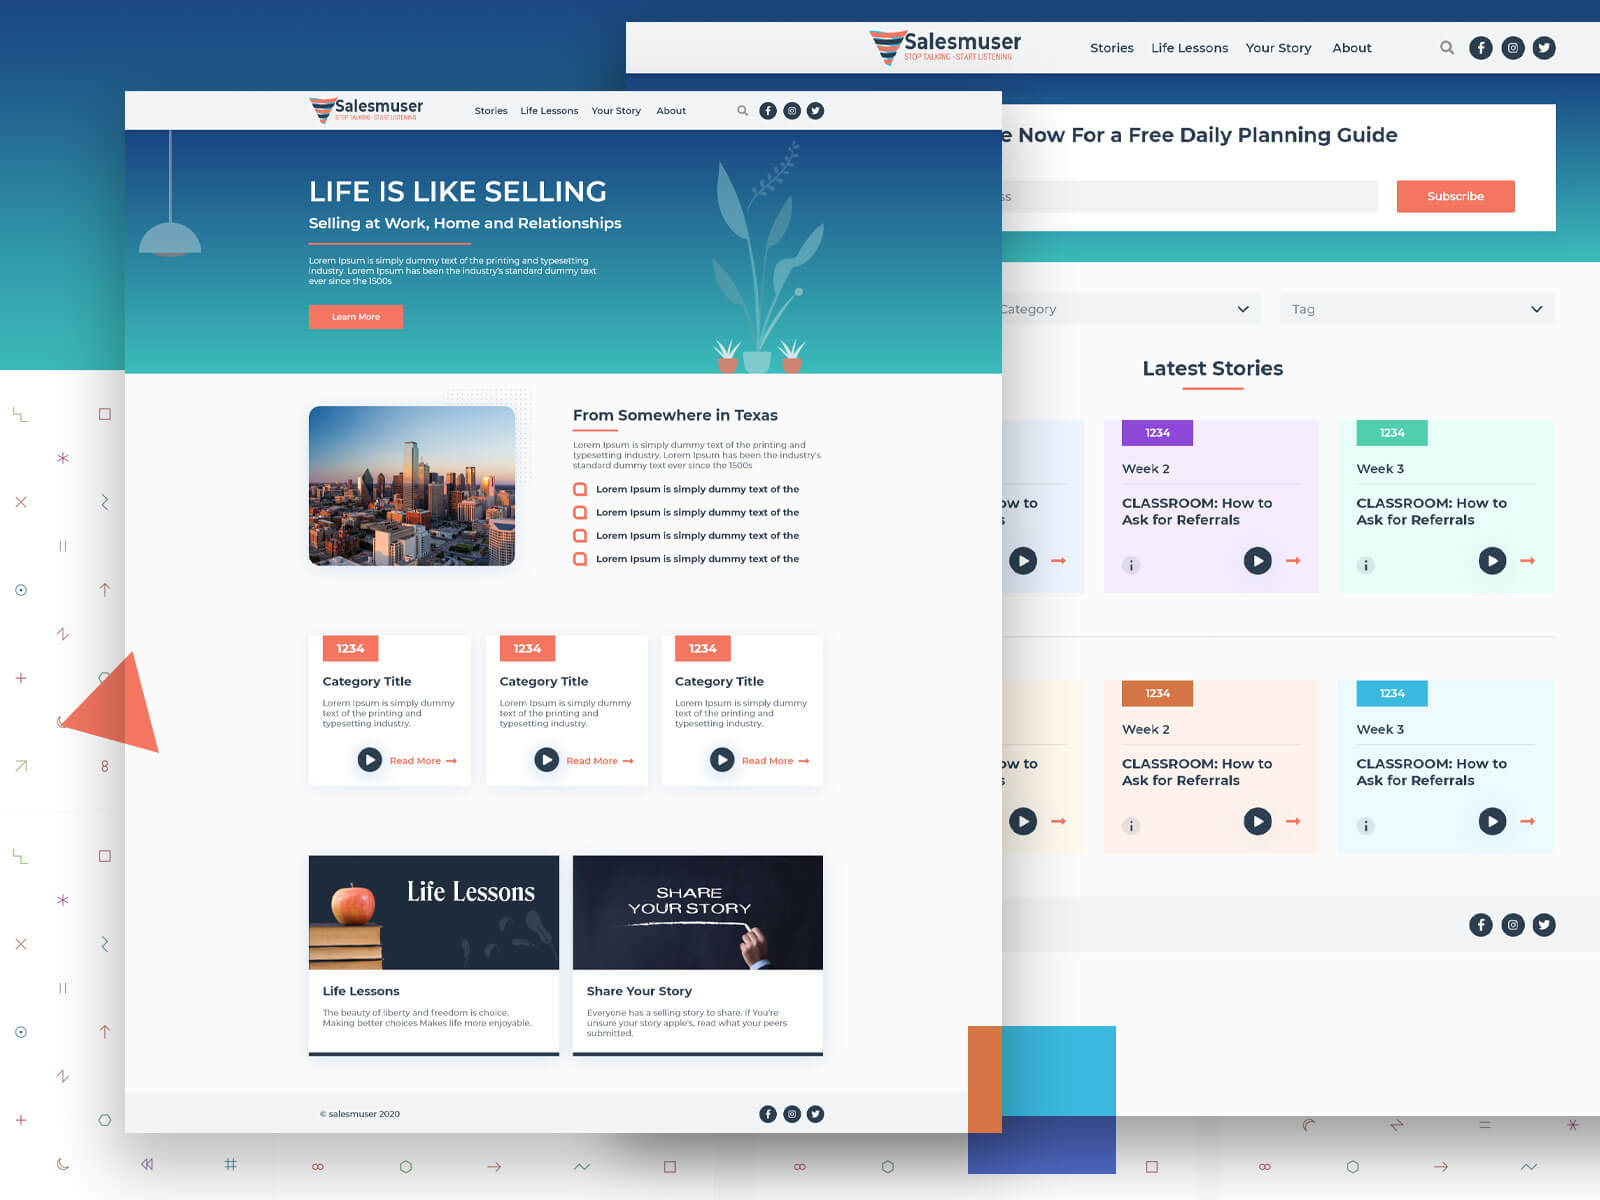 Salesmuser
STOP TALKING - START LISTENING
Stories Life Lessons Your Story About
LIFE IS LIKE SELLING
Selling at Work, Home and Relationships
Lorem Ipsum is simply dummy text of the printing and typesetting
industry. Lorem Ipsum has been the industry's standard dummy text
ever since the 1500s
Learn More
From Somewhere in Texas
Lorem Ipsum is simply dummy text of the printing and
typesetting industry. Lorem Ipsum has been the industry's
standard dummy text ever since the 1500s
Lorem Ipsum is simply dummy text of the
Lorem Ipsum is simply dummy text of the
Lorem Ipsum is simply dummy text of the
Lorem Ipsum is simply dummy text of the
1234
Category Title
Lorem Ipsum is simply dummy
text of the printing and
typesetting industry.
Read More
1234
Category Title
Lorem Ipsum is simply dummy
text of the printing and
typesetting industry.
Read More
1234
Category Title
Lorem Ipsum is simply dummy
text of the printing and
typesetting industry.
Read More
Life Lessons
Life Lessons
The beauty of liberty and freedom is choice.
Making better choices Makes life more enjoyable.
SHARE
YOUR STORY
Share Your Story
Everyone has a selling story to share. If You're
unsure your story apple's, read what your peers
submitted.
© salesmuser 2020
Salesmuser
STOP TALKING - START LISTENING
Stories Life Lessons Your Story About
e Now For a Free Daily Planning Guide
ss
Subscribe
Category
Tag
Latest Stories
ow to
s
1234
Week 2
CLASSROOM: How to
Ask for Referrals
1234
Week 3
CLASSROOM: How to
Ask for Referrals
ow to
s
1234
Week 2
CLASSROOM: How to
Ask for Referrals
1234
Week 3
CLASSROOM: How to
Ask for Referrals